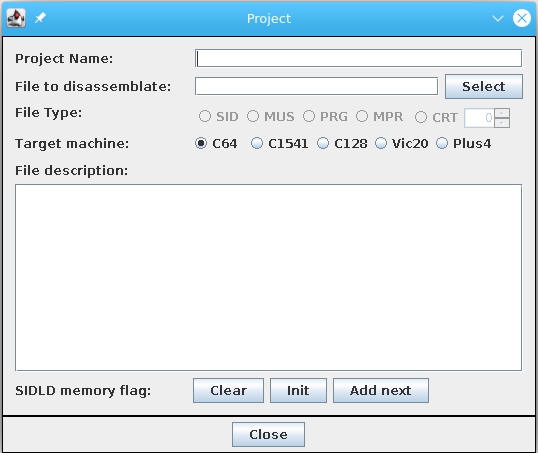 Project
Project Name:
File to disassemblate: Select
File Type: SID MUS PRG MPR CRT 0
Target machine: C64 C1541 C128 Vic20 Plus4
File description:
SIDLD memory flag: Clear Init Add next
Close